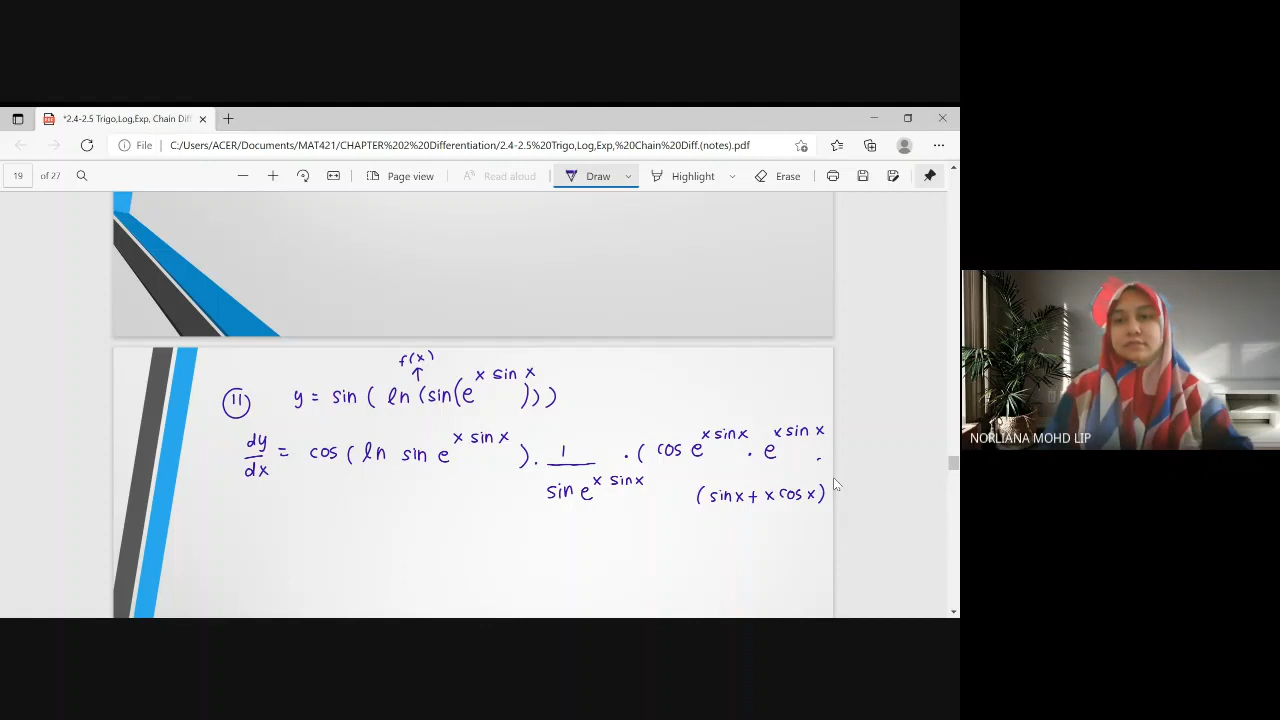 *2.4-2.5 Trigo,Log,Exp, Chain Diff
File C:/Users/ACER/Documents/MAT421/CHAPTER%202%20Differentiation/2.4-2.5%20Trigo,Log,Exp,%20Chain%20Diff.(notes).pdf
19 of 27 Page view Read aloud Draw Highlight Erase
f(x)
↑
11 y = sin ( ln (sin(e^{x sin x})))
dy/dx = cos ( ln sin e^{x sin x} ) . 1/(sin e^{x sin x}) . ( cos e^{x sin x} . e^{x sin x} .
(sin x + x cos x)
NORLIANA MOHD LIP